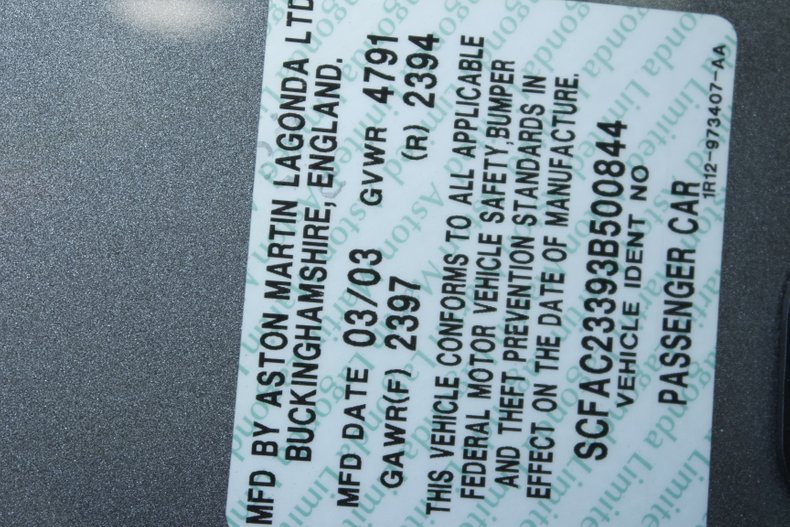 MFD BY ASTON MARTIN LAGONDA LTD
BUCKINGHAMSHIRE, ENGLAND.
MFD DATE 03/03 GVWR 4791
GAWR(F) 2397 (R) 2394
THIS VEHICLE CONFORMS TO ALL APPLICABLE
FEDERAL MOTOR VEHICLE SAFETY,BUMPER
AND THEFT PREVENTION STANDARDS IN
EFFECT ON THE DATE OF MANUFACTURE.
SCFAC23393B500844
VEHICLE IDENT NO
PASSENGER CAR
1R12-973407-AA